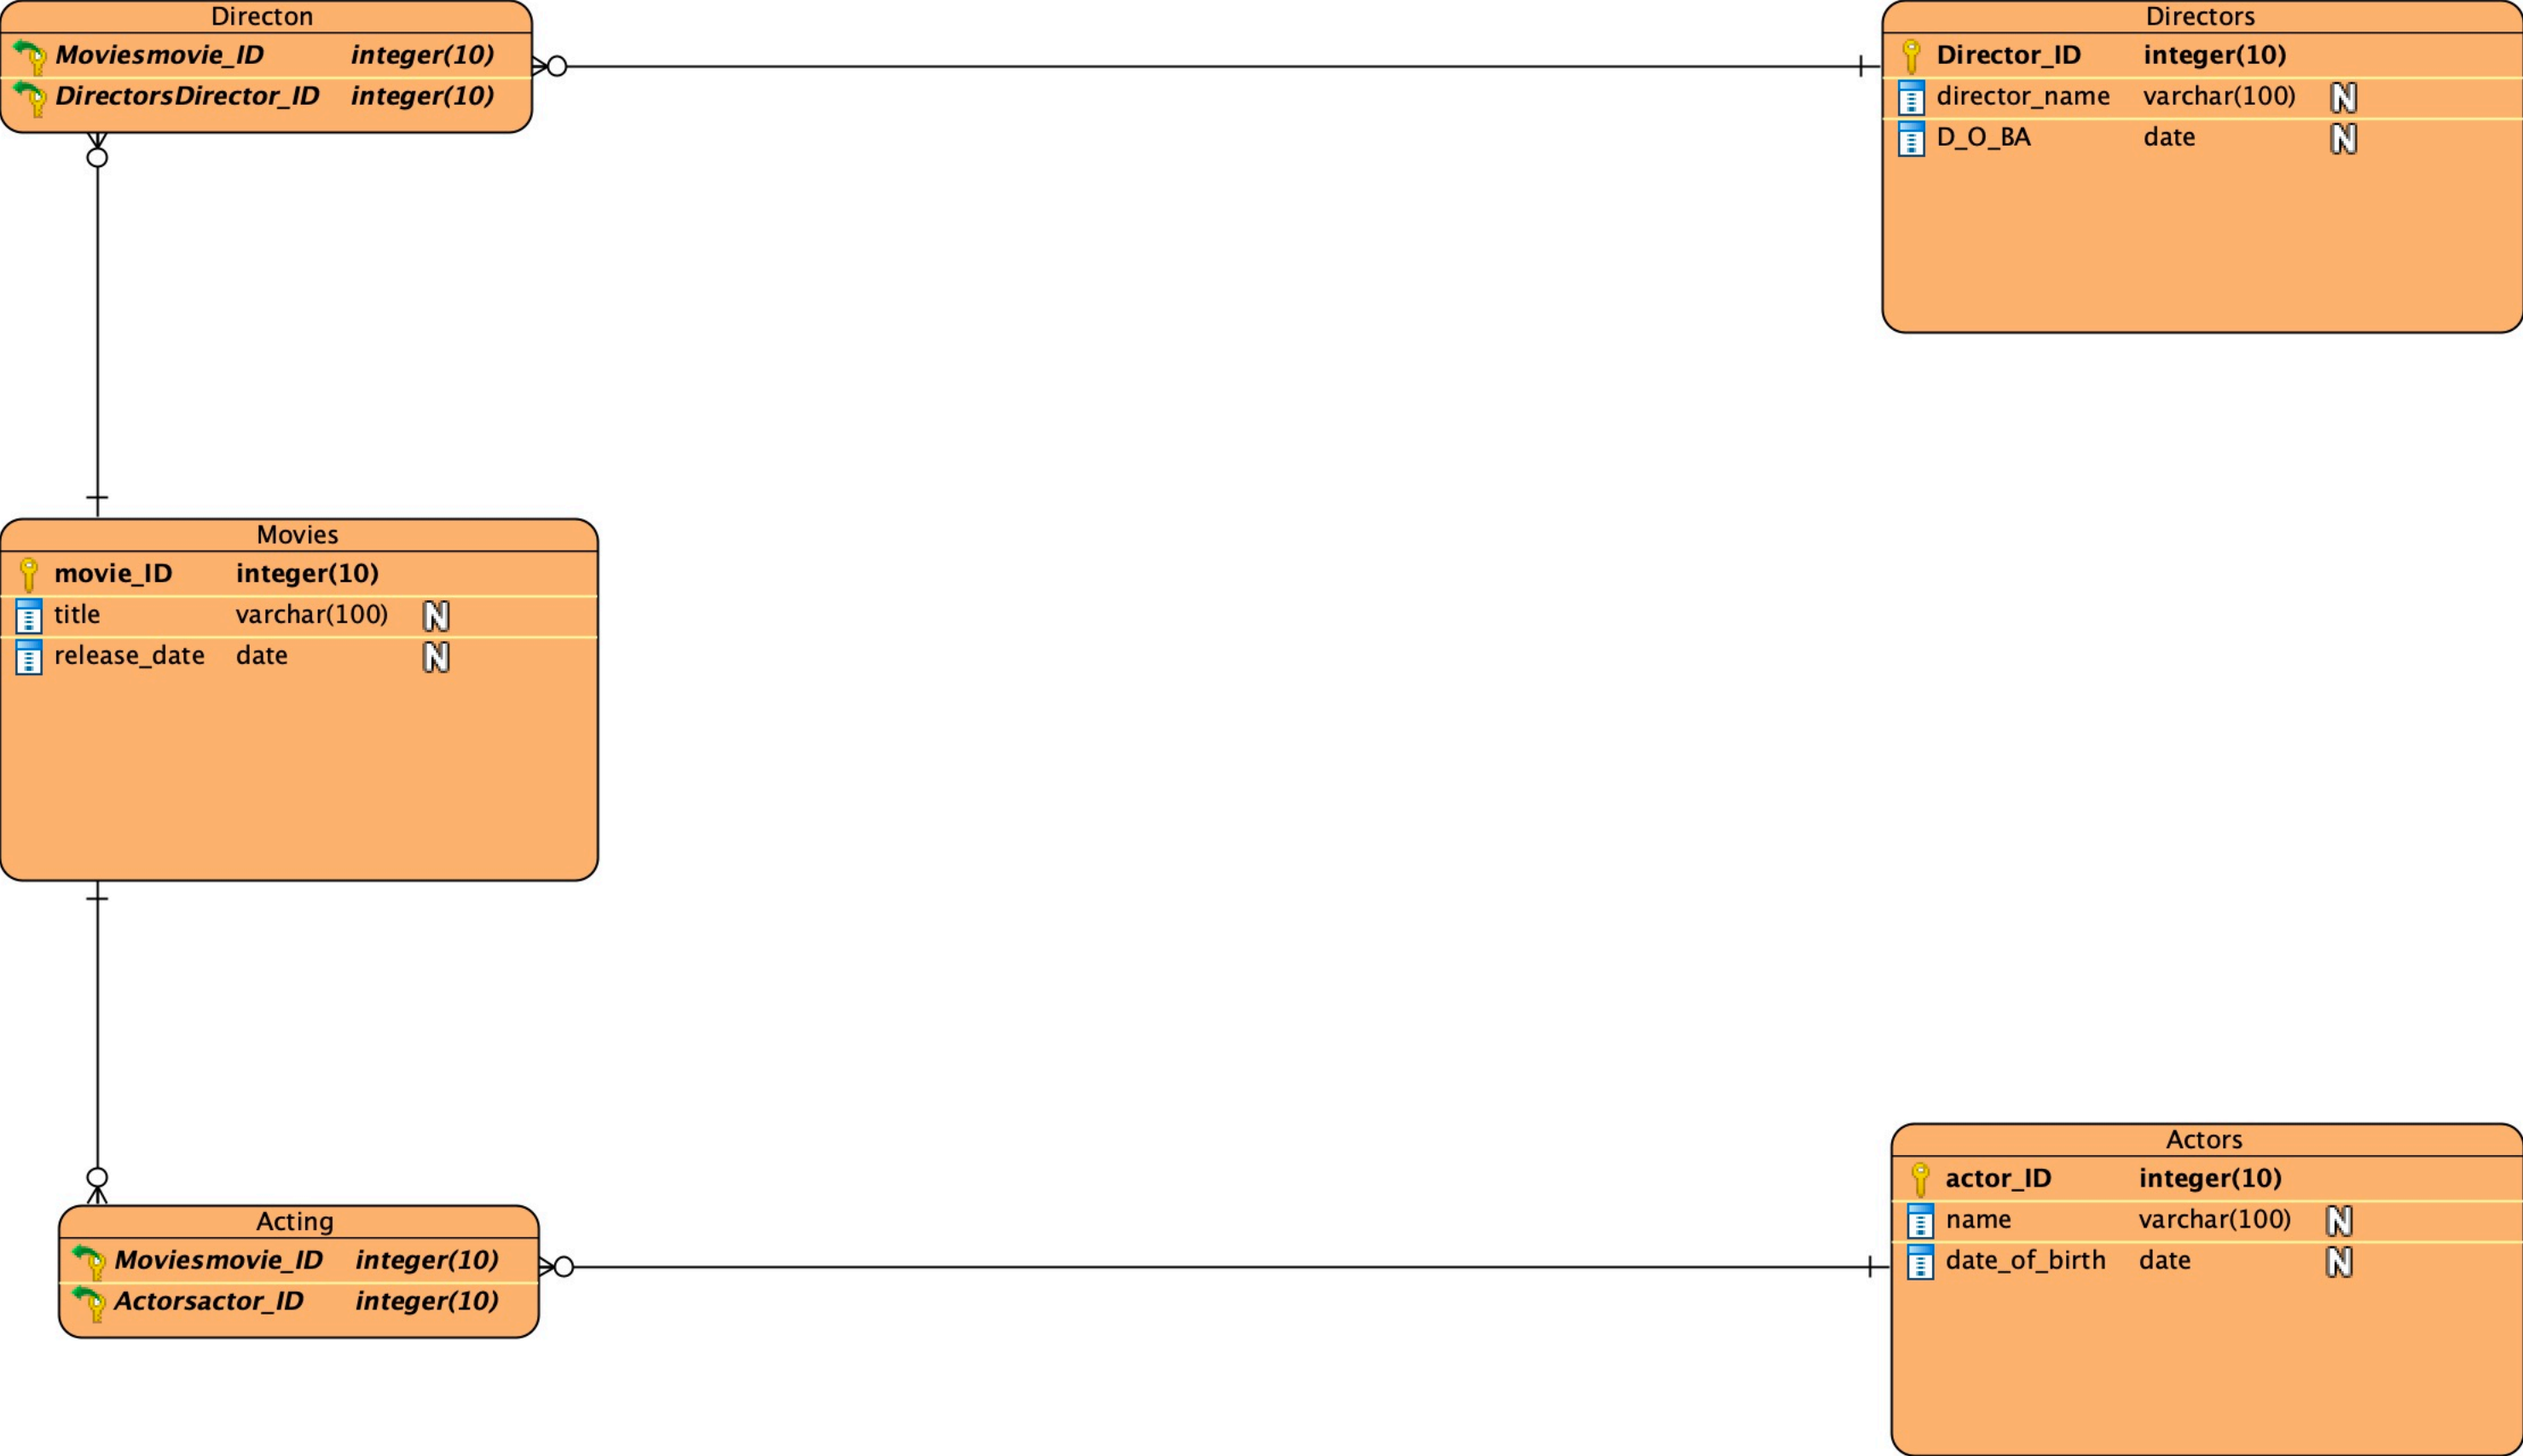 Directon
Moviesmovie_ID integer(10)
DirectorsDirector_ID integer(10)
Directors
Director_ID integer(10)
director_name varchar(100) N
D_O_BA date N
Movies
movie_ID integer(10)
title varchar(100) N
release_date date N
Acting
Moviesmovie_ID integer(10)
Actorsactor_ID integer(10)
Actors
actor_ID integer(10)
name varchar(100) N
date_of_birth date N